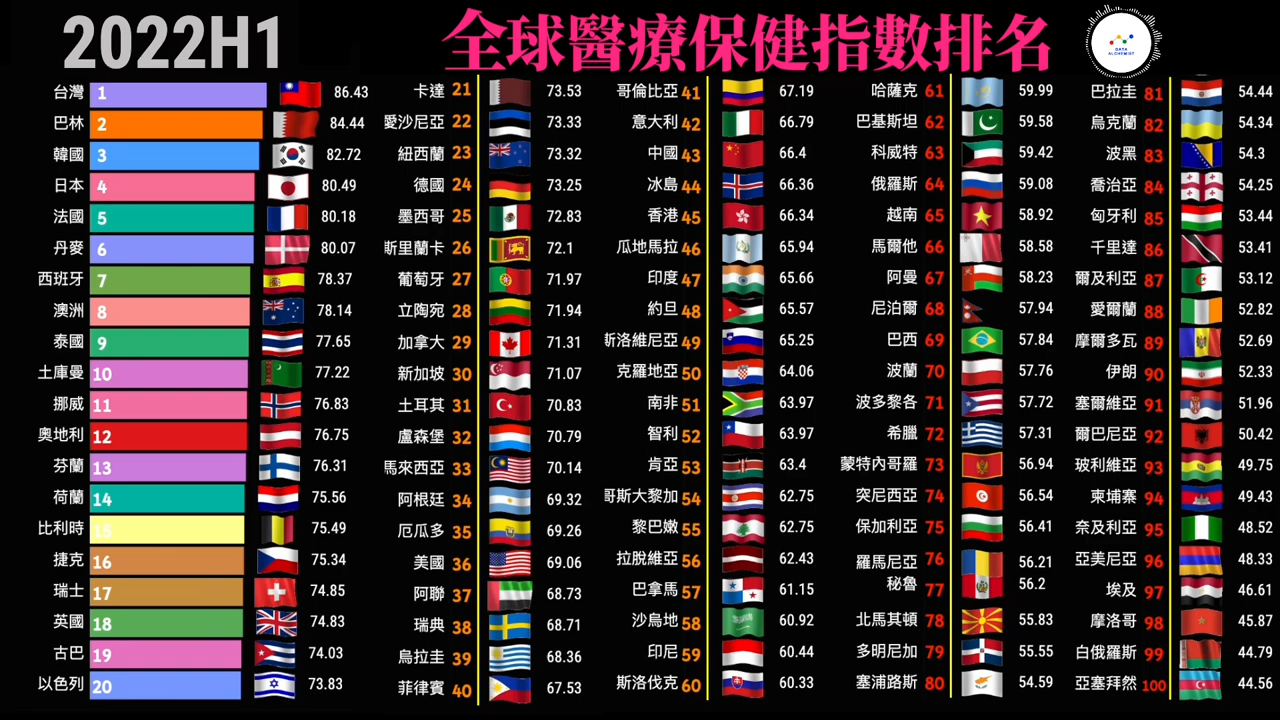 2022H1
全球醫療保健指數排名
DATA
ALCHEMIST
台灣 1 86.43
巴林 2 84.44
韓國 3 82.72
日本 4 80.49
法國 5 80.18
丹麥 6 80.07
西班牙 7 78.37
澳洲 8 78.14
泰國 9 77.65
土庫曼 10 77.22
挪威 11 76.83
奧地利 12 76.75
芬蘭 13 76.31
荷蘭 14 75.56
比利時 15 75.49
捷克 16 75.34
瑞士 17 74.85
英國 18 74.83
古巴 19 74.03
以色列 20 73.83
卡達 21 73.53
愛沙尼亞 22 73.33
紐西蘭 23 73.32
德國 24 73.25
墨西哥 25 72.83
斯里蘭卡 26 72.1
葡萄牙 27 71.97
立陶宛 28 71.94
加拿大 29 71.31
新加坡 30 71.07
土耳其 31 70.83
盧森堡 32 70.79
馬來西亞 33 70.14
阿根廷 34 69.32
厄瓜多 35 69.26
美國 36 69.06
阿聯 37 68.73
瑞典 38 68.71
烏拉圭 39 68.36
菲律賓 40 67.53
哥倫比亞 41 67.19
意大利 42 66.79
中國 43 66.4
冰島 44 66.36
香港 45 66.34
瓜地馬拉 46 65.94
印度 47 65.66
約旦 48 65.57
斯洛維尼亞 49 65.25
克羅地亞 50 64.06
南非 51 63.97
智利 52 63.97
肯亞 53 63.4
哥斯大黎加 54 62.75
黎巴嫩 55 62.75
拉脫維亞 56 62.43
巴拿馬 57 61.15
沙烏地 58 60.92
印尼 59 60.44
斯洛伐克 60 60.33
哈薩克 61 59.99
巴基斯坦 62 59.58
科威特 63 59.42
俄羅斯 64 59.08
越南 65 58.92
馬爾他 66 58.58
阿曼 67 58.23
尼泊爾 68 57.94
巴西 69 57.84
波蘭 70 57.76
波多黎各 71 57.72
希臘 72 57.31
蒙特內哥羅 73 56.94
突尼西亞 74 56.54
保加利亞 75 56.41
羅馬尼亞 76 56.21
秘魯 77 56.2
北馬其頓 78 55.83
多明尼加 79 55.55
塞浦路斯 80 54.59
巴拉圭 81 54.44
烏克蘭 82 54.34
波黑 83 54.3
喬治亞 84 54.25
匈牙利 85 53.44
千里達 86 53.41
爾及利亞 87 53.12
愛爾蘭 88 52.82
摩爾多瓦 89 52.69
伊朗 90 52.33
塞爾維亞 91 51.96
爾巴尼亞 92 50.42
玻利維亞 93 49.75
柬埔寨 94 49.43
奈及利亞 95 48.52
亞美尼亞 96 48.33
埃及 97 46.61
摩洛哥 98 45.87
白俄羅斯 99 44.79
亞塞拜然 100 44.56